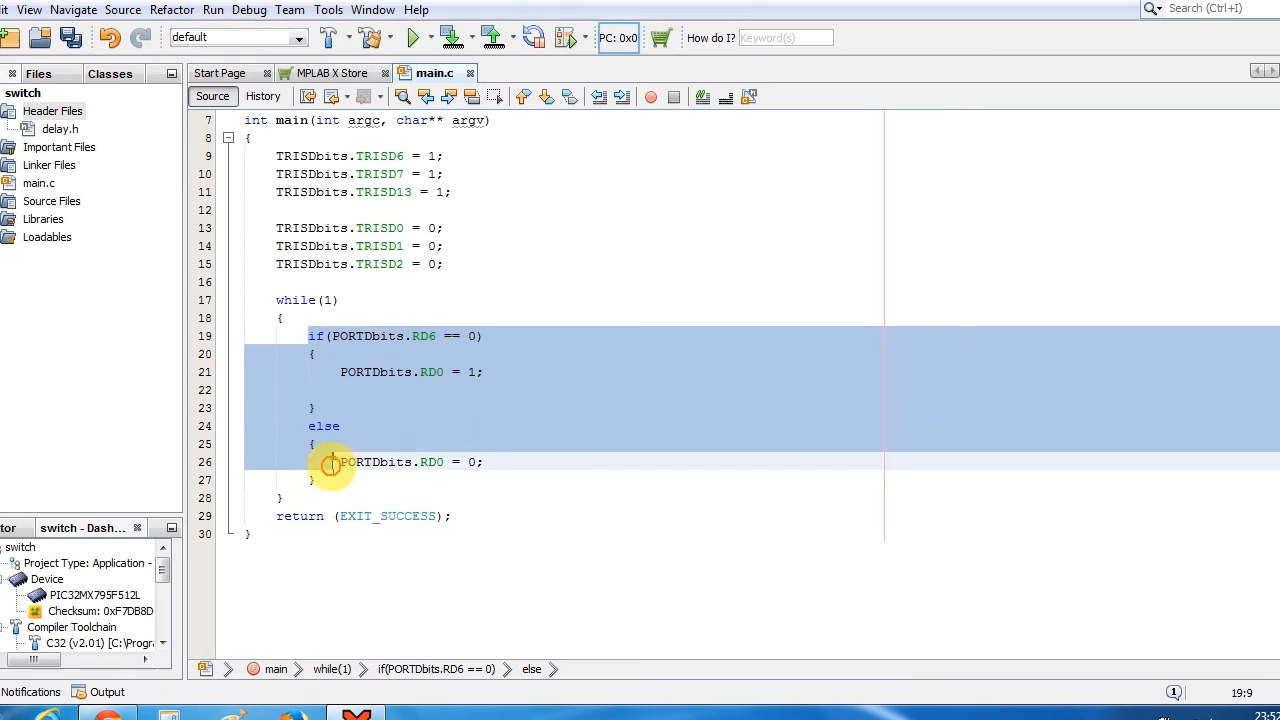 it View Navigate Source Refactor Run Debug Team Tools Window Help Search (Ctrl+I)
default PC: 0x0 How do I? Keyword(s)
Files Classes Start Page MPLAB X Store main.c
Source History
switch
Header Files
delay.h
Important Files
Linker Files
main.c
Source Files
Libraries
Loadables
7 int main(int argc, char** argv)
8 {
9 TRISDbits.TRISD6 = 1;
10 TRISDbits.TRISD7 = 1;
11 TRISDbits.TRISD13 = 1;
12
13 TRISDbits.TRISD0 = 0;
14 TRISDbits.TRISD1 = 0;
15 TRISDbits.TRISD2 = 0;
16
17 while(1)
18 {
19 if(PORTDbits.RD6 == 0)
20 {
21 PORTDbits.RD0 = 1;
22
23 }
24 else
25 {
26 PORTDbits.RD0 = 0;
27 }
28 }
29 return (EXIT_SUCCESS);
30 }
tor switch - Dash...
switch
Project Type: Application -
Device
PIC32MX795F512L
Checksum: 0xF7DB8D
Compiler Toolchain
C32 (v2.01) [C:\Progra
main while(1) if(PORTDbits.RD6 == 0) else
Notifications Output 1 19:9
23:52